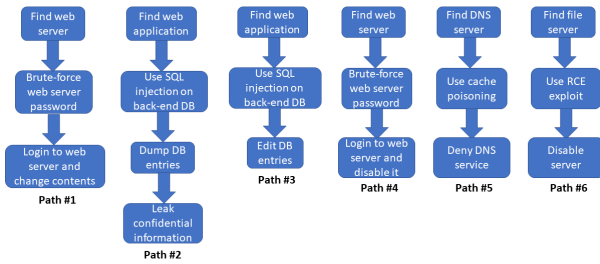 Find web
server
Brute-force
web server
password
Login to web
server and
change contents
Path #1
Find web
application
Use SQL
injection on
back-end DB
Dump DB
entries
Leak
confidential
information
Path #2
Find web
application
Use SQL
injection on
back-end DB
Edit DB
entries
Path #3
Find web
server
Brute-force
web server
password
Login to web
server and
disable it
Path #4
Find DNS
server
Use cache
poisoning
Deny DNS
service
Path #5
Find file
server
Use RCE
exploit
Disable
server
Path #6